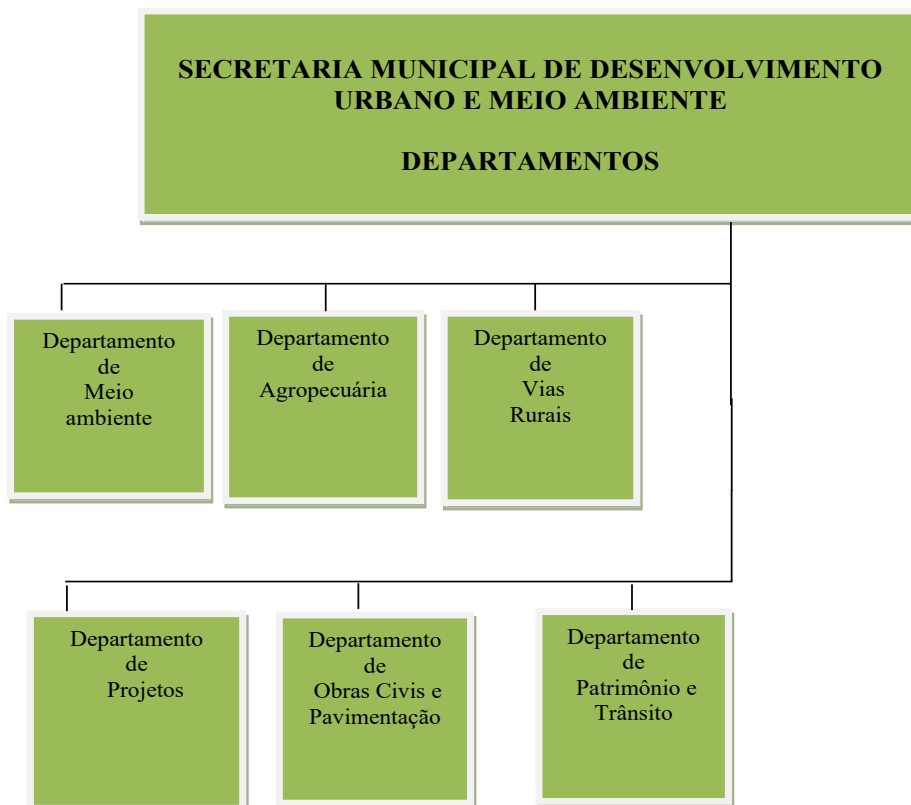 SECRETARIA MUNICIPAL DE DESENVOLVIMENTO
URBANO E MEIO AMBIENTE
DEPARTAMENTOS
Departamento
de
Meio
ambiente
Departamento
de
Agropecuária
Departamento
de
Vias
Rurais
Departamento
de
Projetos
Departamento
de
Obras Civis e
Pavimentação
Departamento
de
Patrimônio e
Trânsito